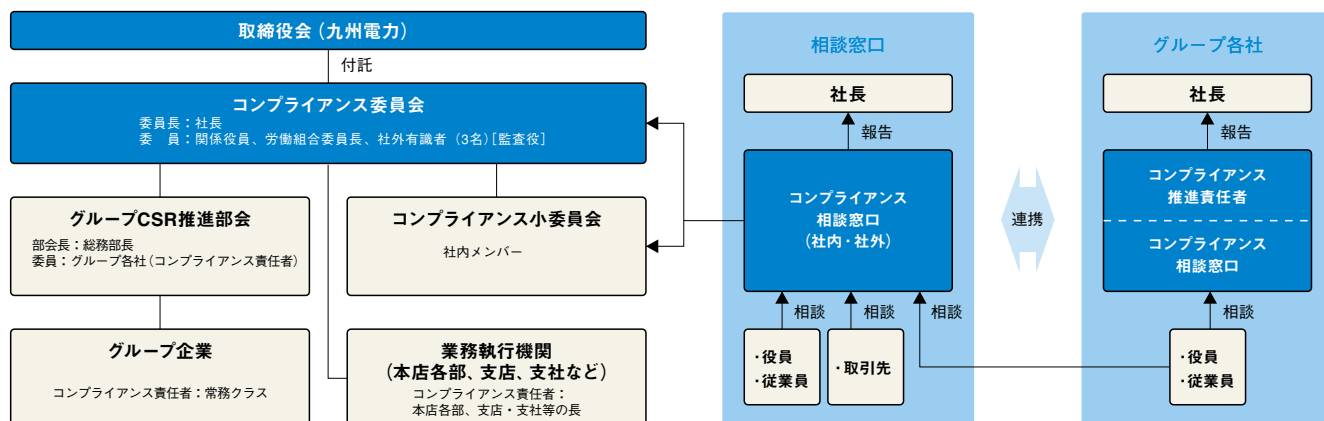 取締役会（九州電力）
付託
コンプライアンス委員会
委員長：社長
委　員：関係役員、労働組合委員長、社外有識者（3名）[監査役]
グループCSR推進部会
部会長：総務部長
委員：グループ各社（コンプライアンス責任者）
コンプライアンス小委員会
社内メンバー
グループ企業
コンプライアンス責任者：常務クラス
業務執行機関
（本店各部、支店、支社など）
コンプライアンス責任者：
本店各部、支店・支社等の長
相談窓口
社長
報告
コンプライアンス
相談窓口
（社内・社外）
相談
相談
相談
・役員
・従業員
・取引先
連携
グループ各社
社長
報告
コンプライアンス
推進責任者
コンプライアンス
相談窓口
相談
・役員
・従業員